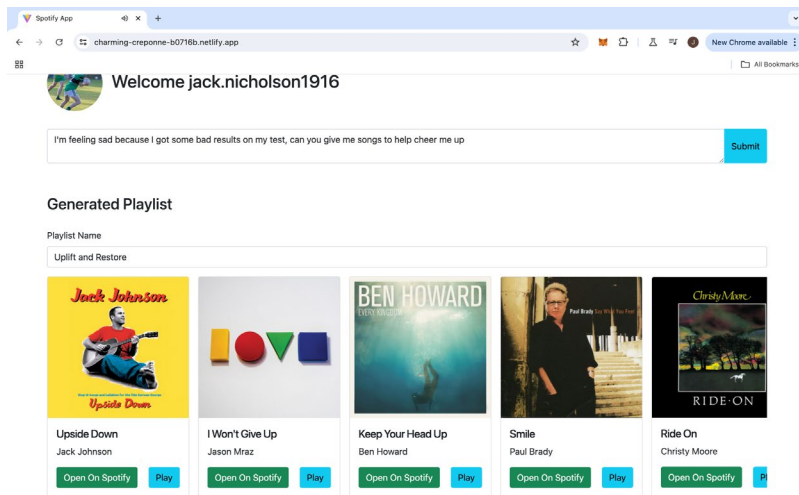 Spotify App
charming-creponne-b0716b.netlify.app
J
New Chrome available
All Bookmarks
Welcome jack.nicholson1916
I'm feeling sad because I got some bad results on my test, can you give me songs to help cheer me up
Submit
Generated Playlist
Playlist Name
Uplift and Restore
Jack Johnson
Upside Down
BEN HOWARD
EVERY KINGDOM
Paul Brady Say What You Feel
Christy Moore
RIDE·ON
Upside Down
I Won't Give Up
Keep Your Head Up
Smile
Ride On
Jack Johnson
Jason Mraz
Ben Howard
Paul Brady
Christy Moore
Open On Spotify Play
Open On Spotify Play
Open On Spotify Play
Open On Spotify Play
Open On Spotify Pl